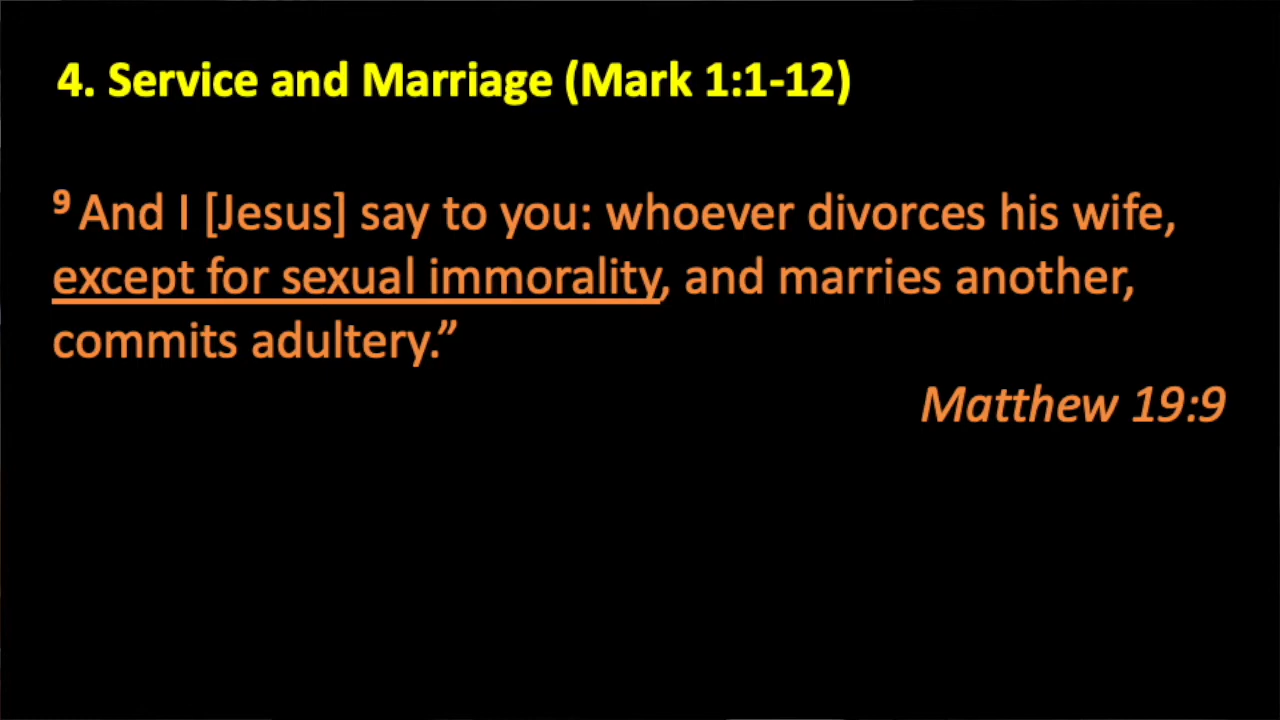 4. Service and Marriage (Mark 1:1-12)
9 And I [Jesus] say to you: whoever divorces his wife,
except for sexual immorality, and marries another,
commits adultery.”
Matthew 19:9